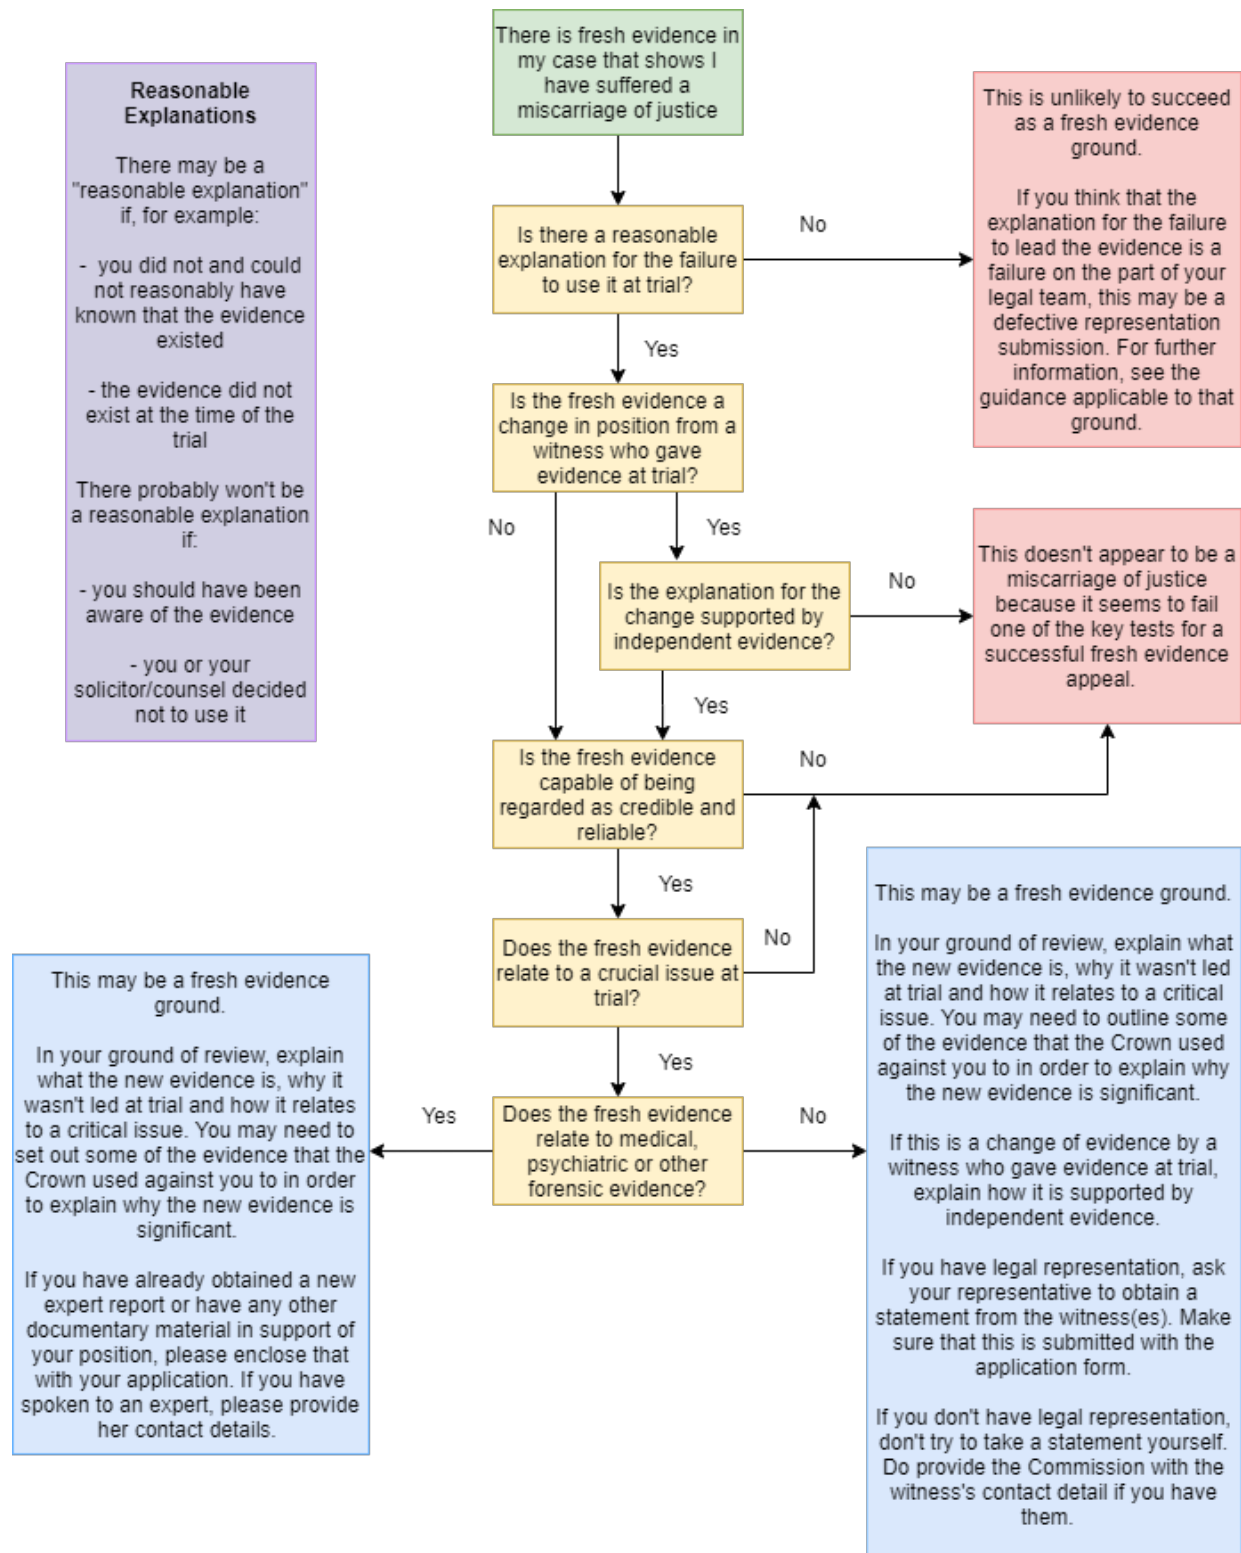 There is fresh evidence in
my case that shows I
have suffered a
miscarriage of justice
Reasonable
Explanations
There may be a
"reasonable explanation"
if, for example:
- you did not and could
not reasonably have
known that the evidence
existed
- the evidence did not
exist at the time of the
trial
There probably won't be
a reasonable explanation
if:
- you should have been
aware of the evidence
- you or your
solicitor/counsel decided
not to use it
Is there a reasonable
explanation for the failure
to use it at trial?
No
This is unlikely to succeed
as a fresh evidence
ground.
If you think that the
explanation for the failure
to lead the evidence is a
failure on the part of your
legal team, this may be a
defective representation
submission. For further
information, see the
guidance applicable to that
ground.
Yes
Is the fresh evidence a
change in position from a
witness who gave
evidence at trial?
No
Yes
Is the explanation for the
change supported by
independent evidence?
No
This doesn't appear to be a
miscarriage of justice
because it seems to fail
one of the key tests for a
successful fresh evidence
appeal.
Yes
Is the fresh evidence
capable of being
regarded as credible and
reliable?
No
Yes
Does the fresh evidence
relate to a crucial issue at
trial?
No
Yes
Does the fresh evidence
relate to medical,
psychiatric or other
forensic evidence?
Yes
No
This may be a fresh evidence
ground.
In your ground of review, explain
what the new evidence is, why it
wasn't led at trial and how it relates
to a critical issue. You may need to
set out some of the evidence that the
Crown used against you to in order
to explain why the new evidence is
significant.
If you have already obtained a new
expert report or have any other
documentary material in support of
your position, please enclose that
with your application. If you have
spoken to an expert, please provide
her contact details.
This may be a fresh evidence ground.
In your ground of review, explain what
the new evidence is, why it wasn't led
at trial and how it relates to a critical
issue. You may need to outline some
of the evidence that the Crown used
against you to in order to explain why
the new evidence is significant.
If this is a change of evidence by a
witness who gave evidence at trial,
explain how it is supported by
independent evidence.
If you have legal representation, ask
your representative to obtain a
statement from the witness(es). Make
sure that this is submitted with the
application form.
If you don't have legal representation,
don't try to take a statement yourself.
Do provide the Commission with the
witness's contact detail if you have
them.